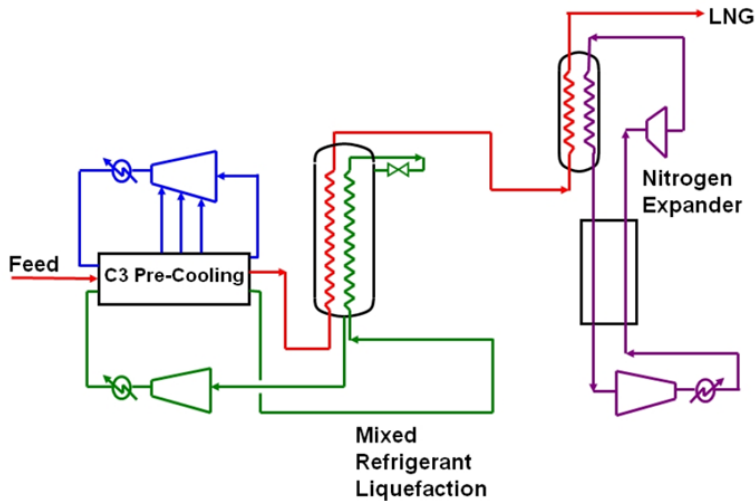 LNG
Nitrogen
Expander
Feed
C3 Pre-Cooling
Mixed
Refrigerant
Liquefaction